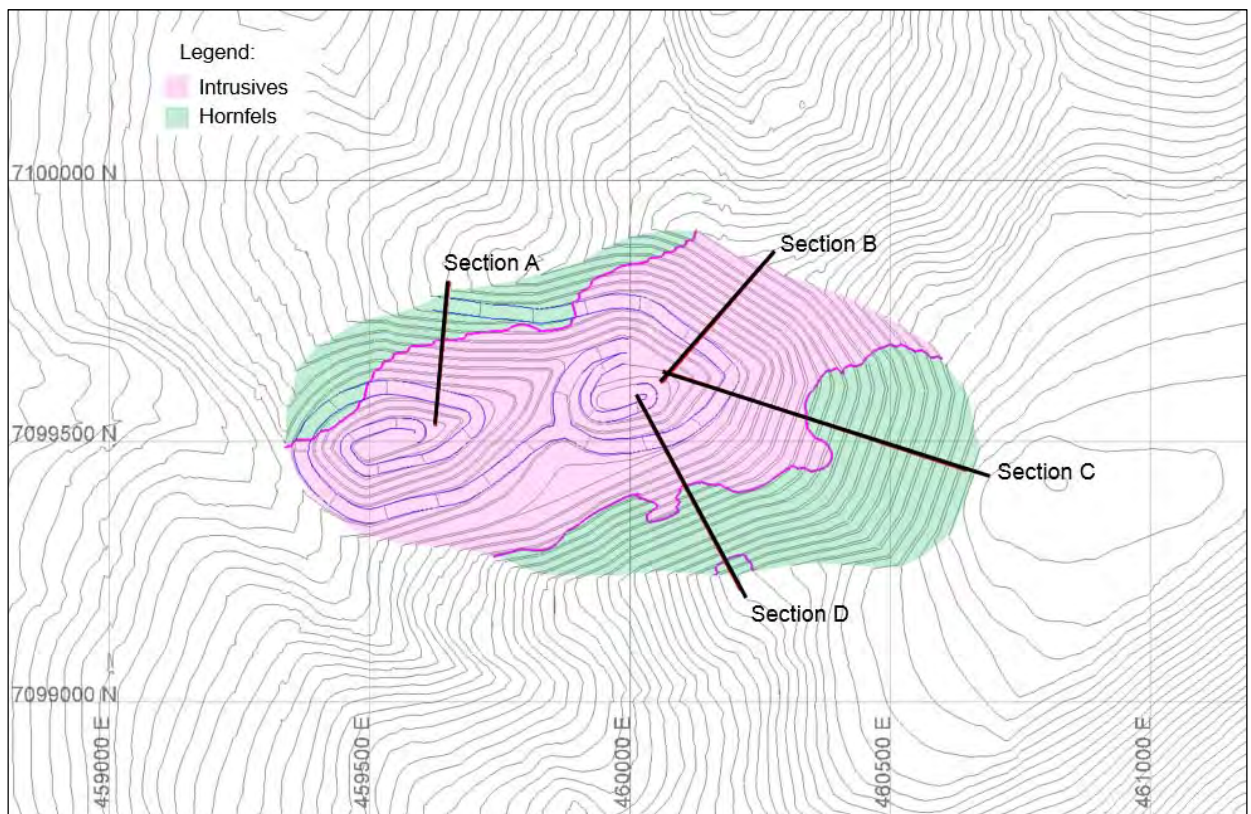 Legend:
Intrusives
Hornfels
7100000 N
Section B
Section A
7099500 N
Section C
Section D
7099000 N
459000 E
459500 E
460000 E
460500 E
461000 E